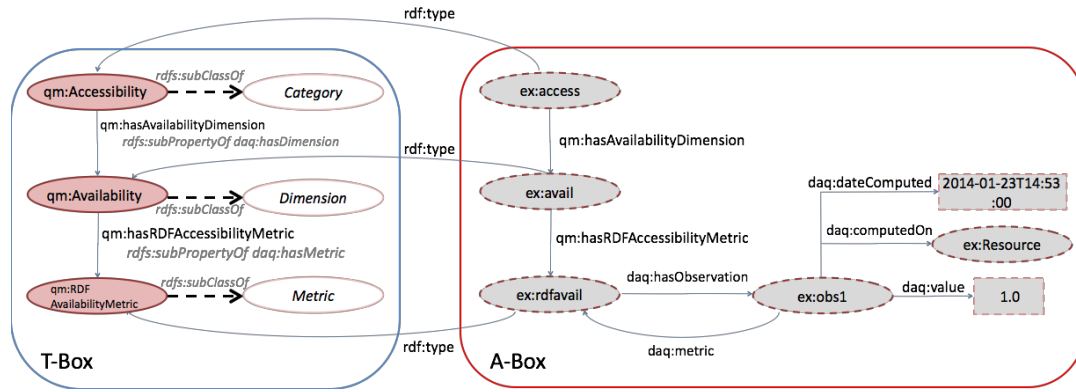 rdf:type
rdfs:subClassOf
qm:Accessibility
Category
ex:access
qm:hasAvailabilityDimension
rdfs:subPropertyOf daq:hasDimension
qm:hasAvailabilityDimension
rdf:type
qm:Availability
rdfs:subClassOf
Dimension
ex:avail
daq:dateComputed
2014-01-23T14:53
:00
qm:hasRDFAccessibilityMetric
rdfs:subPropertyOf daq:hasMetric
qm:hasRDFAccessibilityMetric
daq:computedOn
ex:Resource
rdfs:subClassOf
qm:RDF
AvailabilityMetric
Metric
ex:rdfavail
daq:hasObservation
ex:obs1
daq:value
1.0
rdf:type
daq:metric
T-Box
A-Box